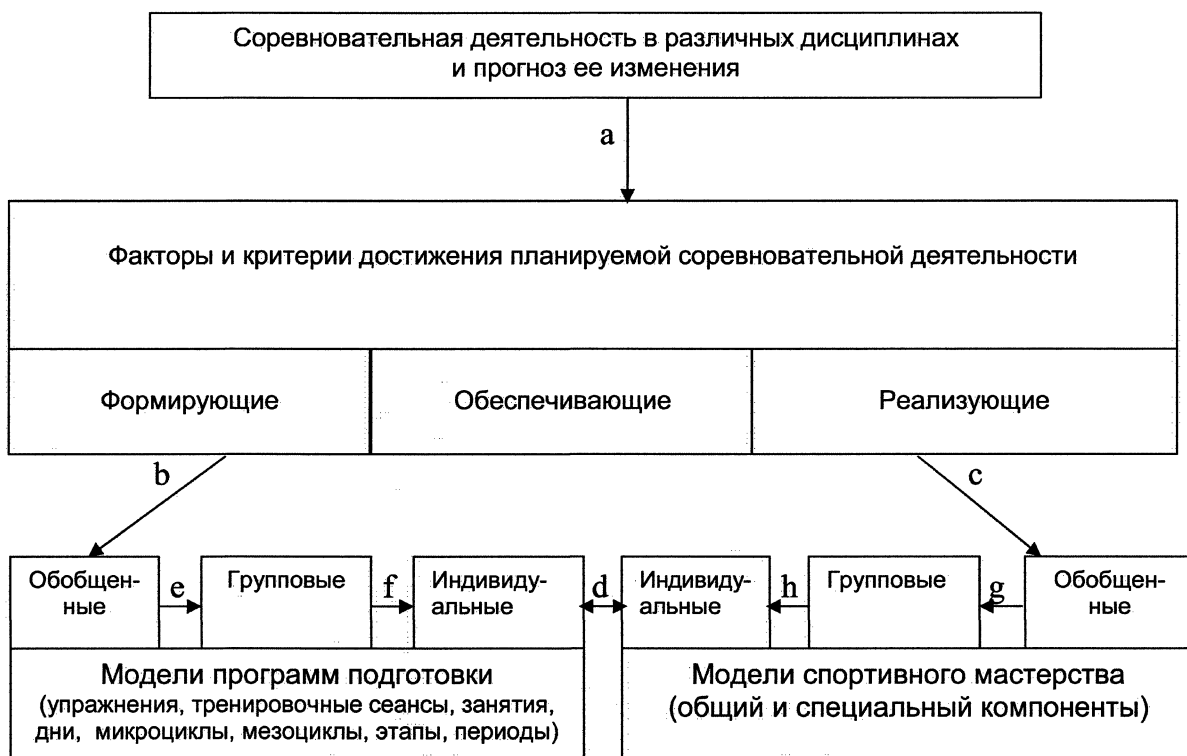 Соревновательная деятельность в различных дисциплинах
и прогноз ее изменения
a
Факторы и критерии достижения планируемой соревновательной деятельности
Формирующие
Обеспечивающие
Реализующие
b
c
Обобщен-
ные
e
Групповые
f
Индивиду-
альные
d
Индивиду-
альные
h
Групповые
g
Обобщен-
ные
Модели программ подготовки
(упражнения, тренировочные сеансы, занятия,
дни, микроциклы, мезоциклы, этапы, периоды)
Модели спортивного мастерства
(общий и специальный компоненты)